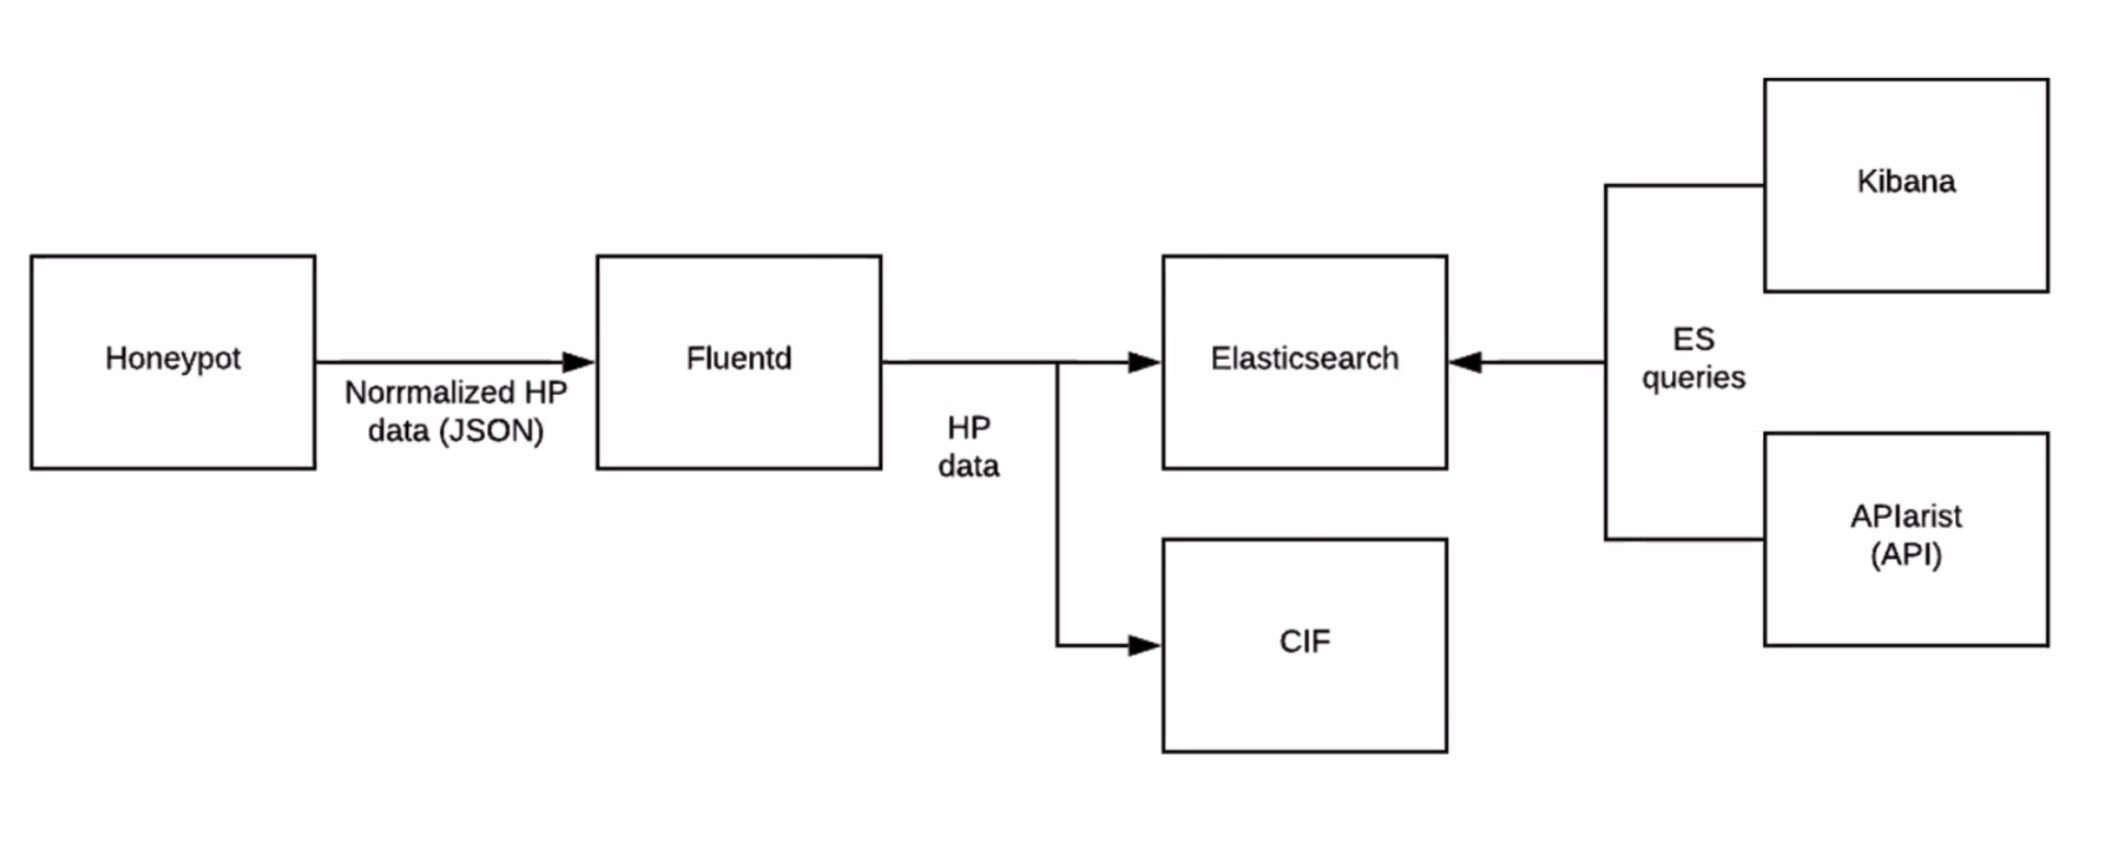 Honeypot
Norrmalized HP
data (JSON)
Fluentd
HP
data
Elasticsearch
CIF
ES
queries
Kibana
APIarist
(API)